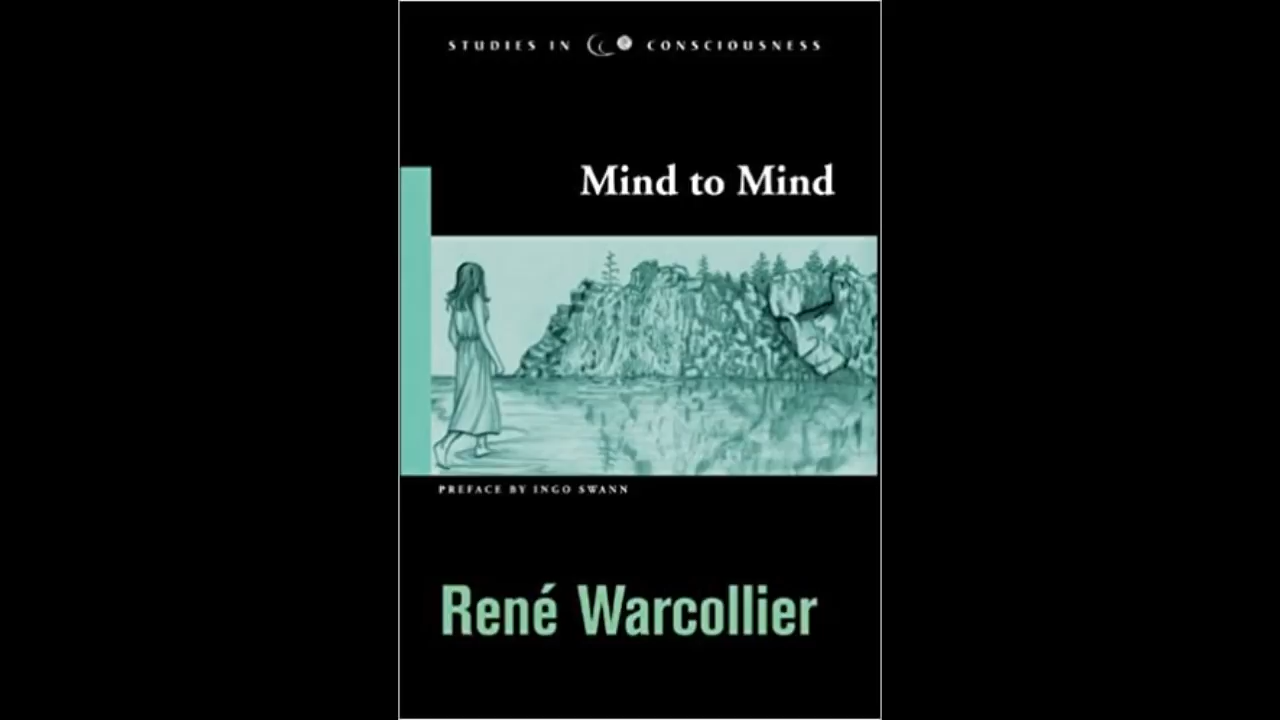 STUDIES IN CONSCIOUSNESS
Mind to Mind
PREFACE BY INGO SWANN
René Warcollier